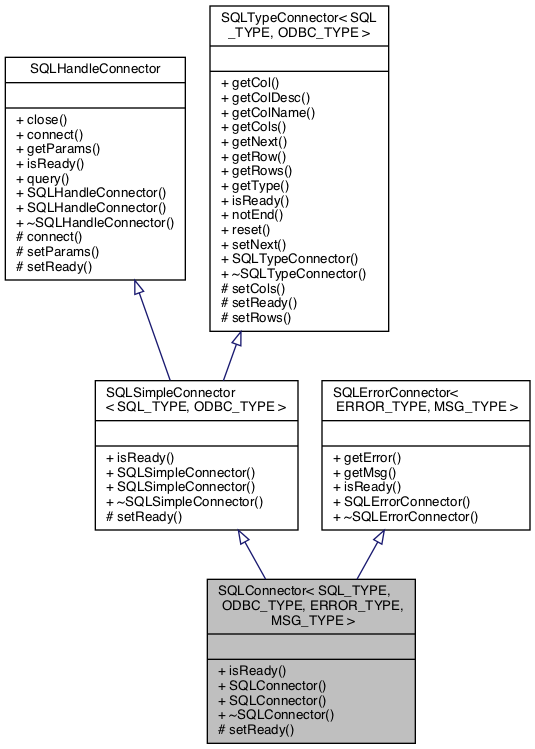 SQLTypeConnector< SQL
_TYPE, ODBC_TYPE >
+ getCol()
+ getColDesc()
+ getColName()
+ getCols()
+ getNext()
+ getRow()
+ getRows()
+ getType()
+ isReady()
+ notEnd()
+ reset()
+ setNext()
+ SQLTypeConnector()
+ ~SQLTypeConnector()
# setCols()
# setReady()
# setRows()
SQLHandleConnector
+ close()
+ connect()
+ getParams()
+ isReady()
+ query()
+ SQLHandleConnector()
+ SQLHandleConnector()
+ ~SQLHandleConnector()
# connect()
# setParams()
# setReady()
SQLSimpleConnector
< SQL_TYPE, ODBC_TYPE >
+ isReady()
+ SQLSimpleConnector()
+ SQLSimpleConnector()
+ ~SQLSimpleConnector()
# setReady()
SQLErrorConnector<
ERROR_TYPE, MSG_TYPE >
+ getError()
+ getMsg()
+ isReady()
+ SQLErrorConnector()
+ ~SQLErrorConnector()
SQLConnector< SQL_TYPE,
ODBC_TYPE, ERROR_TYPE,
MSG_TYPE >
+ isReady()
+ SQLConnector()
+ SQLConnector()
+ ~SQLConnector()
# setReady()